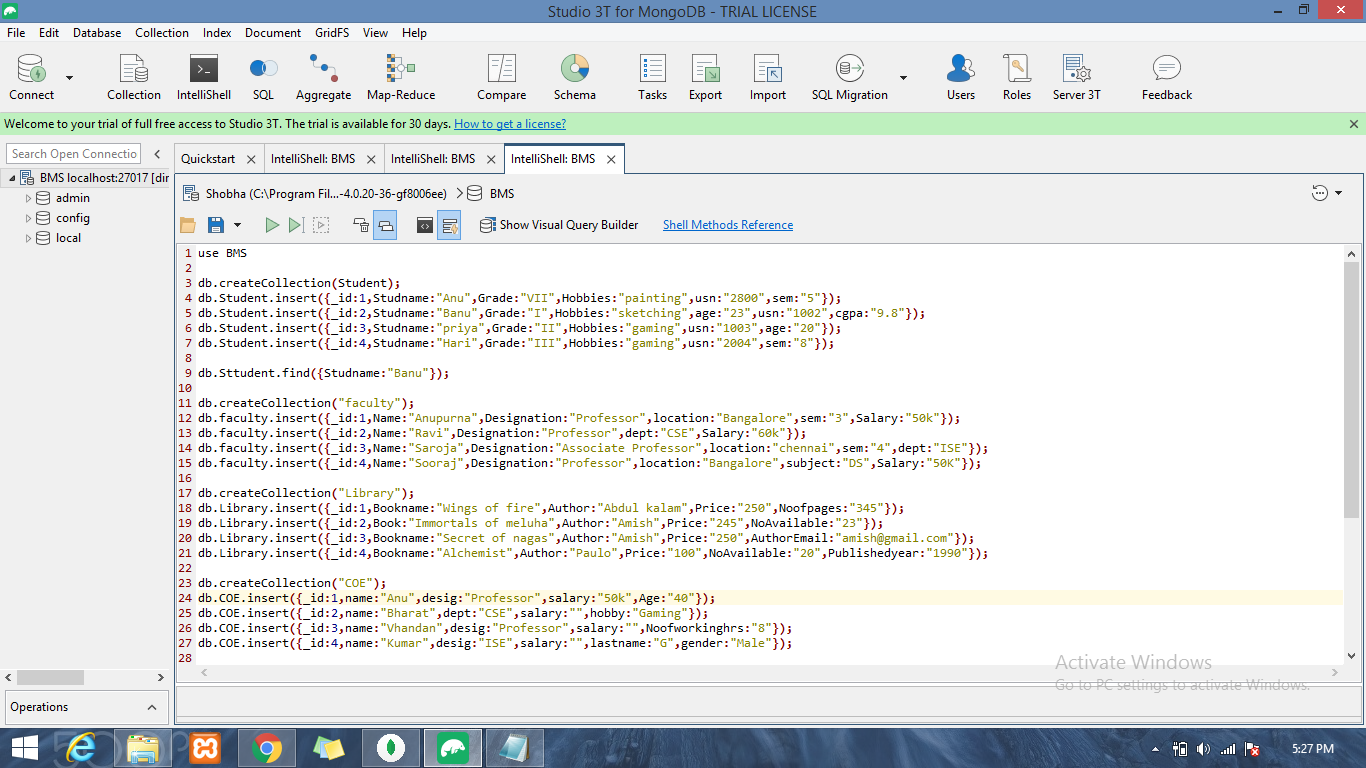 Studio 3T for MongoDB - TRIAL LICENSE
File Edit Database Collection Index Document GridFS View Help
Connect Collection IntelliShell SQL Aggregate Map-Reduce Compare Schema Tasks Export Import SQL Migration Users Roles Server 3T Feedback
Welcome to your trial of full free access to Studio 3T. The trial is available for 30 days. How to get a license?
Search Open Connectio
Quickstart IntelliShell: BMS IntelliShell: BMS IntelliShell: BMS
BMS localhost:27017 [dir
admin
config
local
Shobha (C:\Program Fil...-4.0.20-36-gf8006ee) BMS
Show Visual Query Builder Shell Methods Reference
1 use BMS
2
3 db.createCollection(Student);
4 db.Student.insert({_id:1,Studname:"Anu",Grade:"VII",Hobbies:"painting",usn:"2800",sem:"5"});
5 db.Student.insert({_id:2,Studname:"Banu",Grade:"I",Hobbies:"sketching",age:"23",usn:"1002",cgpa:"9.8"});
6 db.Student.insert({_id:3,Studname:"priya",Grade:"II",Hobbies:"gaming",usn:"1003",age:"20"});
7 db.Student.insert({_id:4,Studname:"Hari",Grade:"III",Hobbies:"gaming",usn:"2004",sem:"8"});
8
9 db.Sttudent.find({Studname:"Banu"});
10
11 db.createCollection("faculty");
12 db.faculty.insert({_id:1,Name:"Anupurna",Designation:"Professor",location:"Bangalore",sem:"3",Salary:"50k"});
13 db.faculty.insert({_id:2,Name:"Ravi",Designation:"Professor",dept:"CSE",Salary:"60k"});
14 db.faculty.insert({_id:3,Name:"Saroja",Designation:"Associate Professor",location:"chennai",sem:"4",dept:"ISE"});
15 db.faculty.insert({_id:4,Name:"Sooraj",Designation:"Professor",location:"Bangalore",subject:"DS",Salary:"50K"});
16
17 db.createCollection("Library");
18 db.Library.insert({_id:1,Bookname:"Wings of fire",Author:"Abdul kalam",Price:"250",Noofpages:"345"});
19 db.Library.insert({_id:2,Book:"Immortals of meluha",Author:"Amish",Price:"245",NoAvailable:"23"});
20 db.Library.insert({_id:3,Bookname:"Secret of nagas",Author:"Amish",Price:"250",AuthorEmail:"amish@gmail.com"});
21 db.Library.insert({_id:4,Bookname:"Alchemist",Author:"Paulo",Price:"100",NoAvailable:"20",Publishedyear:"1990"});
22
23 db.createCollection("COE");
24 db.COE.insert({_id:1,name:"Anu",desig:"Professor",salary:"50k",Age:"40"});
25 db.COE.insert({_id:2,name:"Bharat",dept:"CSE",salary:"",hobby:"Gaming"});
26 db.COE.insert({_id:3,name:"Vhandan",desig:"Professor",salary:"",Noofworkinghrs:"8"});
27 db.COE.insert({_id:4,name:"Kumar",desig:"ISE",salary:"",lastname:"G",gender:"Male"});
28
Activate Windows
Go to PC settings to activate Windows.
Operations
5:27 PM